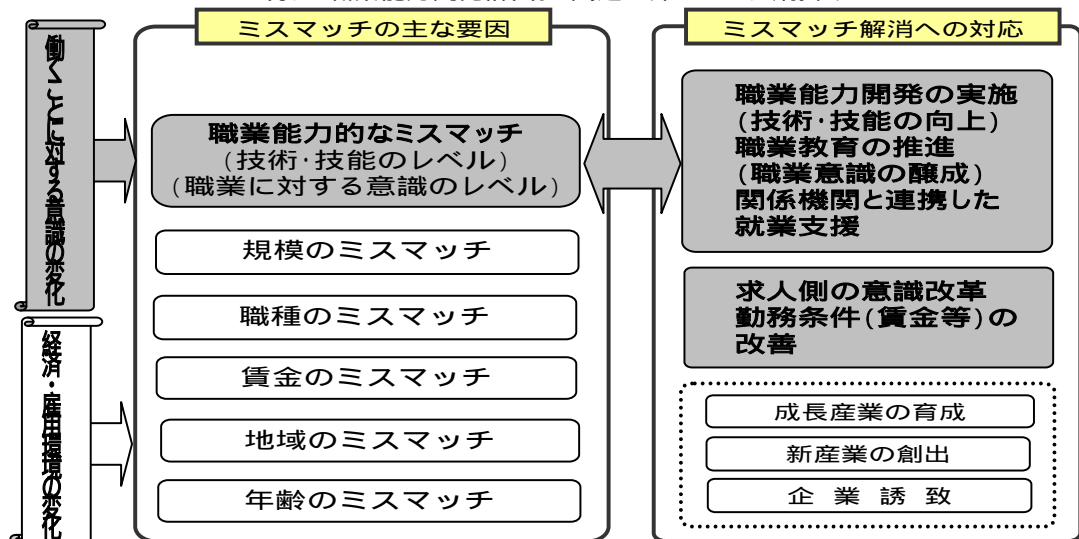 働くことに対する意識の変化
経済・雇用環境の変化
ミスマッチの主な要因
職業能力的なミスマッチ
(技術・技能のレベル)
(職業に対する意識のレベル)
規模のミスマッチ
職種のミスマッチ
賃金のミスマッチ
地域のミスマッチ
年齢のミスマッチ
ミスマッチ解消への対応
職業能力開発の実施
(技術・技能の向上)
職業教育の推進
(職業意識の醸成)
関係機関と連携した
就業支援
求人側の意識改革
勤務条件(賃金等)の
改善
成長産業の育成
新産業の創出
企 業 誘 致